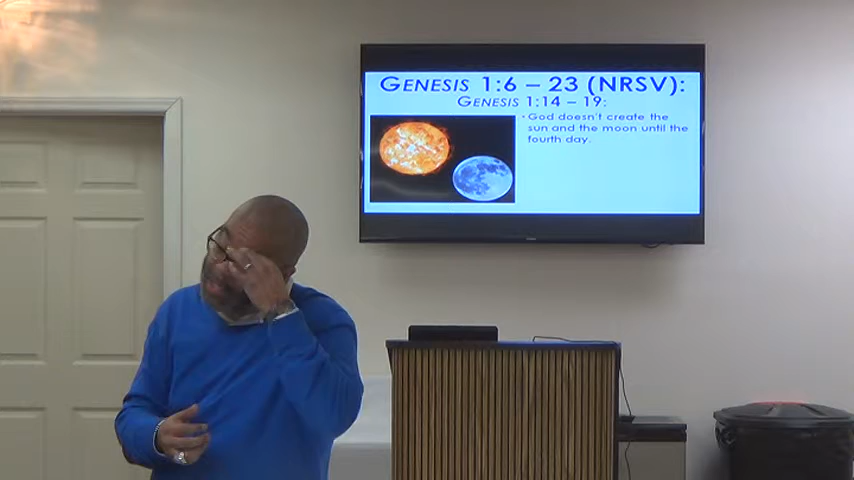 GENESIS 1:6 – 23 (NRSV):
GENESIS 1:14 – 19:
• God doesn't create the
sun and the moon until the
fourth day.